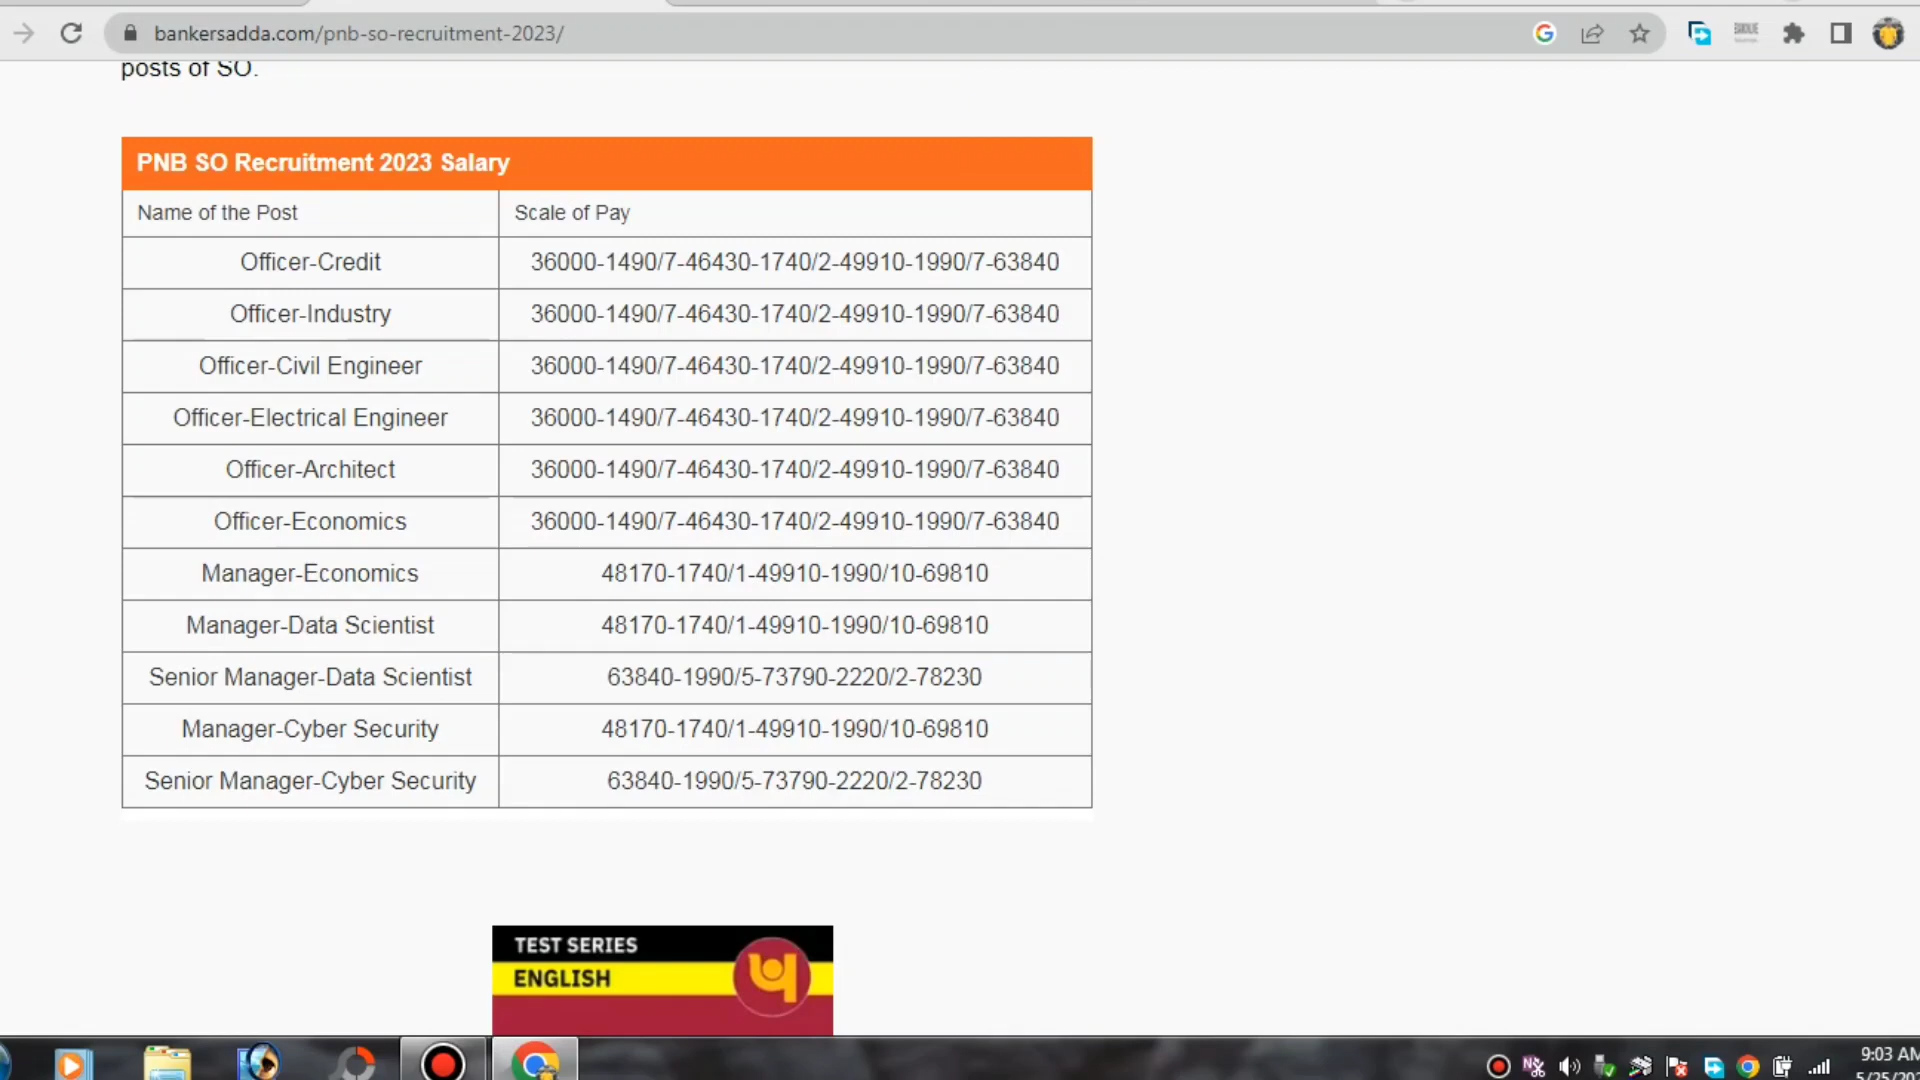 bankersadda.com/pnb-so-recruitment-2023/
posts of SO.
PNB SO Recruitment 2023 Salary
Name of the Post Scale of Pay
Officer-Credit 36000-1490/7-46430-1740/2-49910-1990/7-63840
Officer-Industry 36000-1490/7-46430-1740/2-49910-1990/7-63840
Officer-Civil Engineer 36000-1490/7-46430-1740/2-49910-1990/7-63840
Officer-Electrical Engineer 36000-1490/7-46430-1740/2-49910-1990/7-63840
Officer-Architect 36000-1490/7-46430-1740/2-49910-1990/7-63840
Officer-Economics 36000-1490/7-46430-1740/2-49910-1990/7-63840
Manager-Economics 48170-1740/1-49910-1990/10-69810
Manager-Data Scientist 48170-1740/1-49910-1990/10-69810
Senior Manager-Data Scientist 63840-1990/5-73790-2220/2-78230
Manager-Cyber Security 48170-1740/1-49910-1990/10-69810
Senior Manager-Cyber Security 63840-1990/5-73790-2220/2-78230
TEST SERIES
ENGLISH
9:03 AM